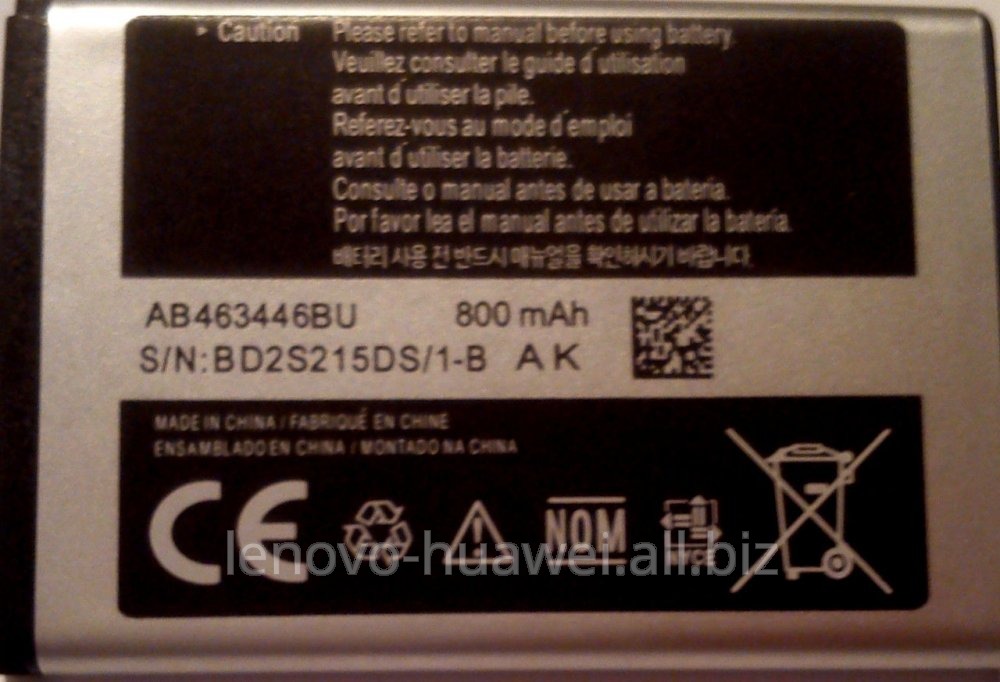 Caution Please refer to manual before using battery.
Veuillez consulter le guide d'utilisation
avant d'utiliser la pile.
Referez-vous au mode d'emploi
avant d'utiliser la batterie.
Consulte o manual antes de usar a bateria.
Por favor lea el manual antes de utilizar la bateria.
배터리 사용 전 반드시 매뉴얼을 확인하시기 바랍니다.
AB463446BU 800 mAh
S/N:BD2S215DS/1-B A K
MADE IN CHINA / FABRIQUÉ EN CHINE
ENSAMBLADO EN CHINA / MONTADO NA CHINA
CE NOM NYCE
lenovo-huawei.all.biz